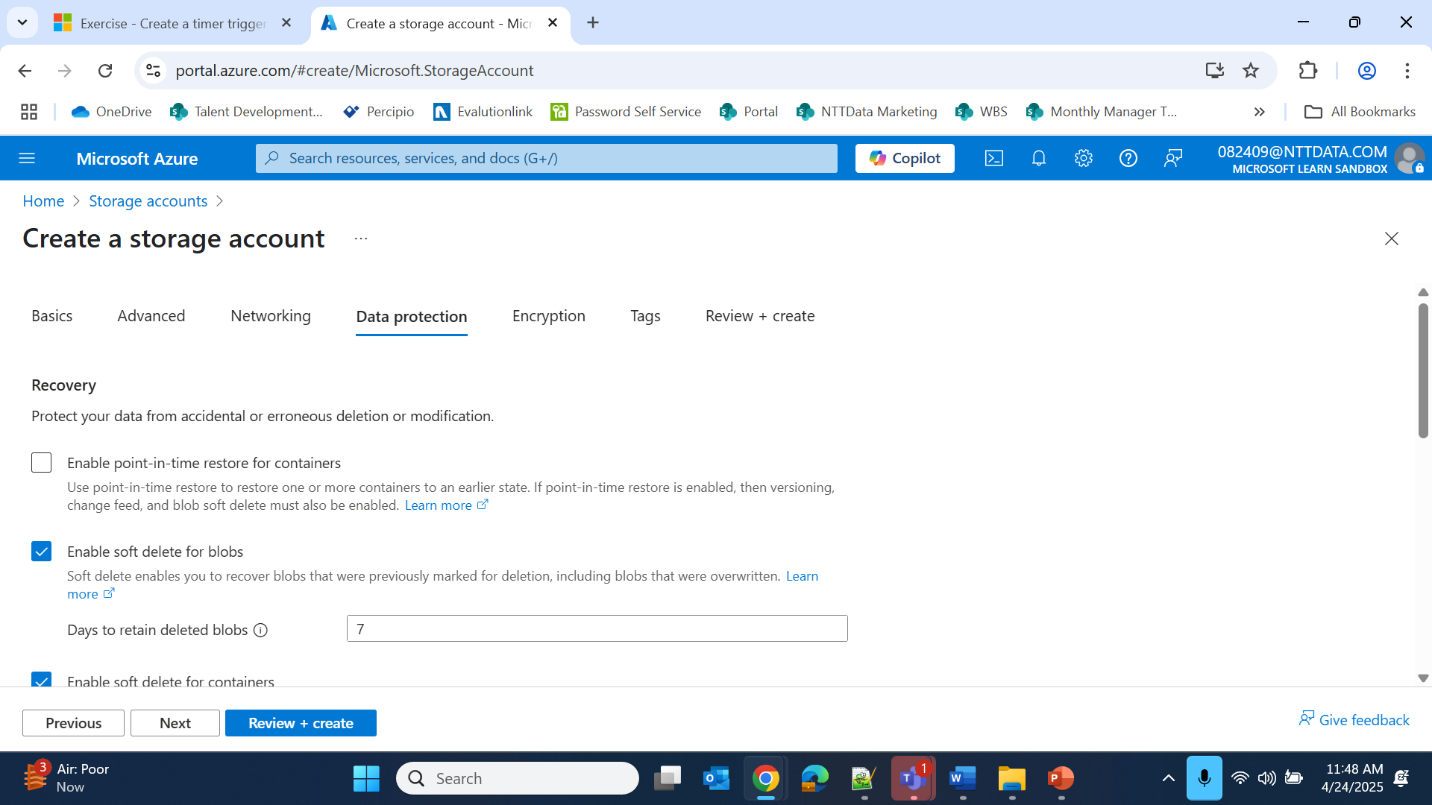 Exercise - Create a timer trigger
Create a storage account - Micr
portal.azure.com/#create/Microsoft.StorageAccount
OneDrive
Talent Development...
Percipio
Evalutionlink
Password Self Service
Portal
NTTData Marketing
WBS
Monthly Manager T...
»
All Bookmarks
Microsoft Azure
Search resources, services, and docs (G+/)
Copilot
082409@NTTDATA.COM
MICROSOFT LEARN SANDBOX
Home > Storage accounts >
Create a storage account ...
Basics
Advanced
Networking
Data protection
Encryption
Tags
Review + create
Recovery
Protect your data from accidental or erroneous deletion or modification.
Enable point-in-time restore for containers
Use point-in-time restore to restore one or more containers to an earlier state. If point-in-time restore is enabled, then versioning,
change feed, and blob soft delete must also be enabled. Learn more
Enable soft delete for blobs
Soft delete enables you to recover blobs that were previously marked for deletion, including blobs that were overwritten. Learn
more
Days to retain deleted blobs
7
Enable soft delete for containers
Previous
Next
Review + create
Give feedback
3
Air: Poor
Now
Search
1
11:48 AM
4/24/2025